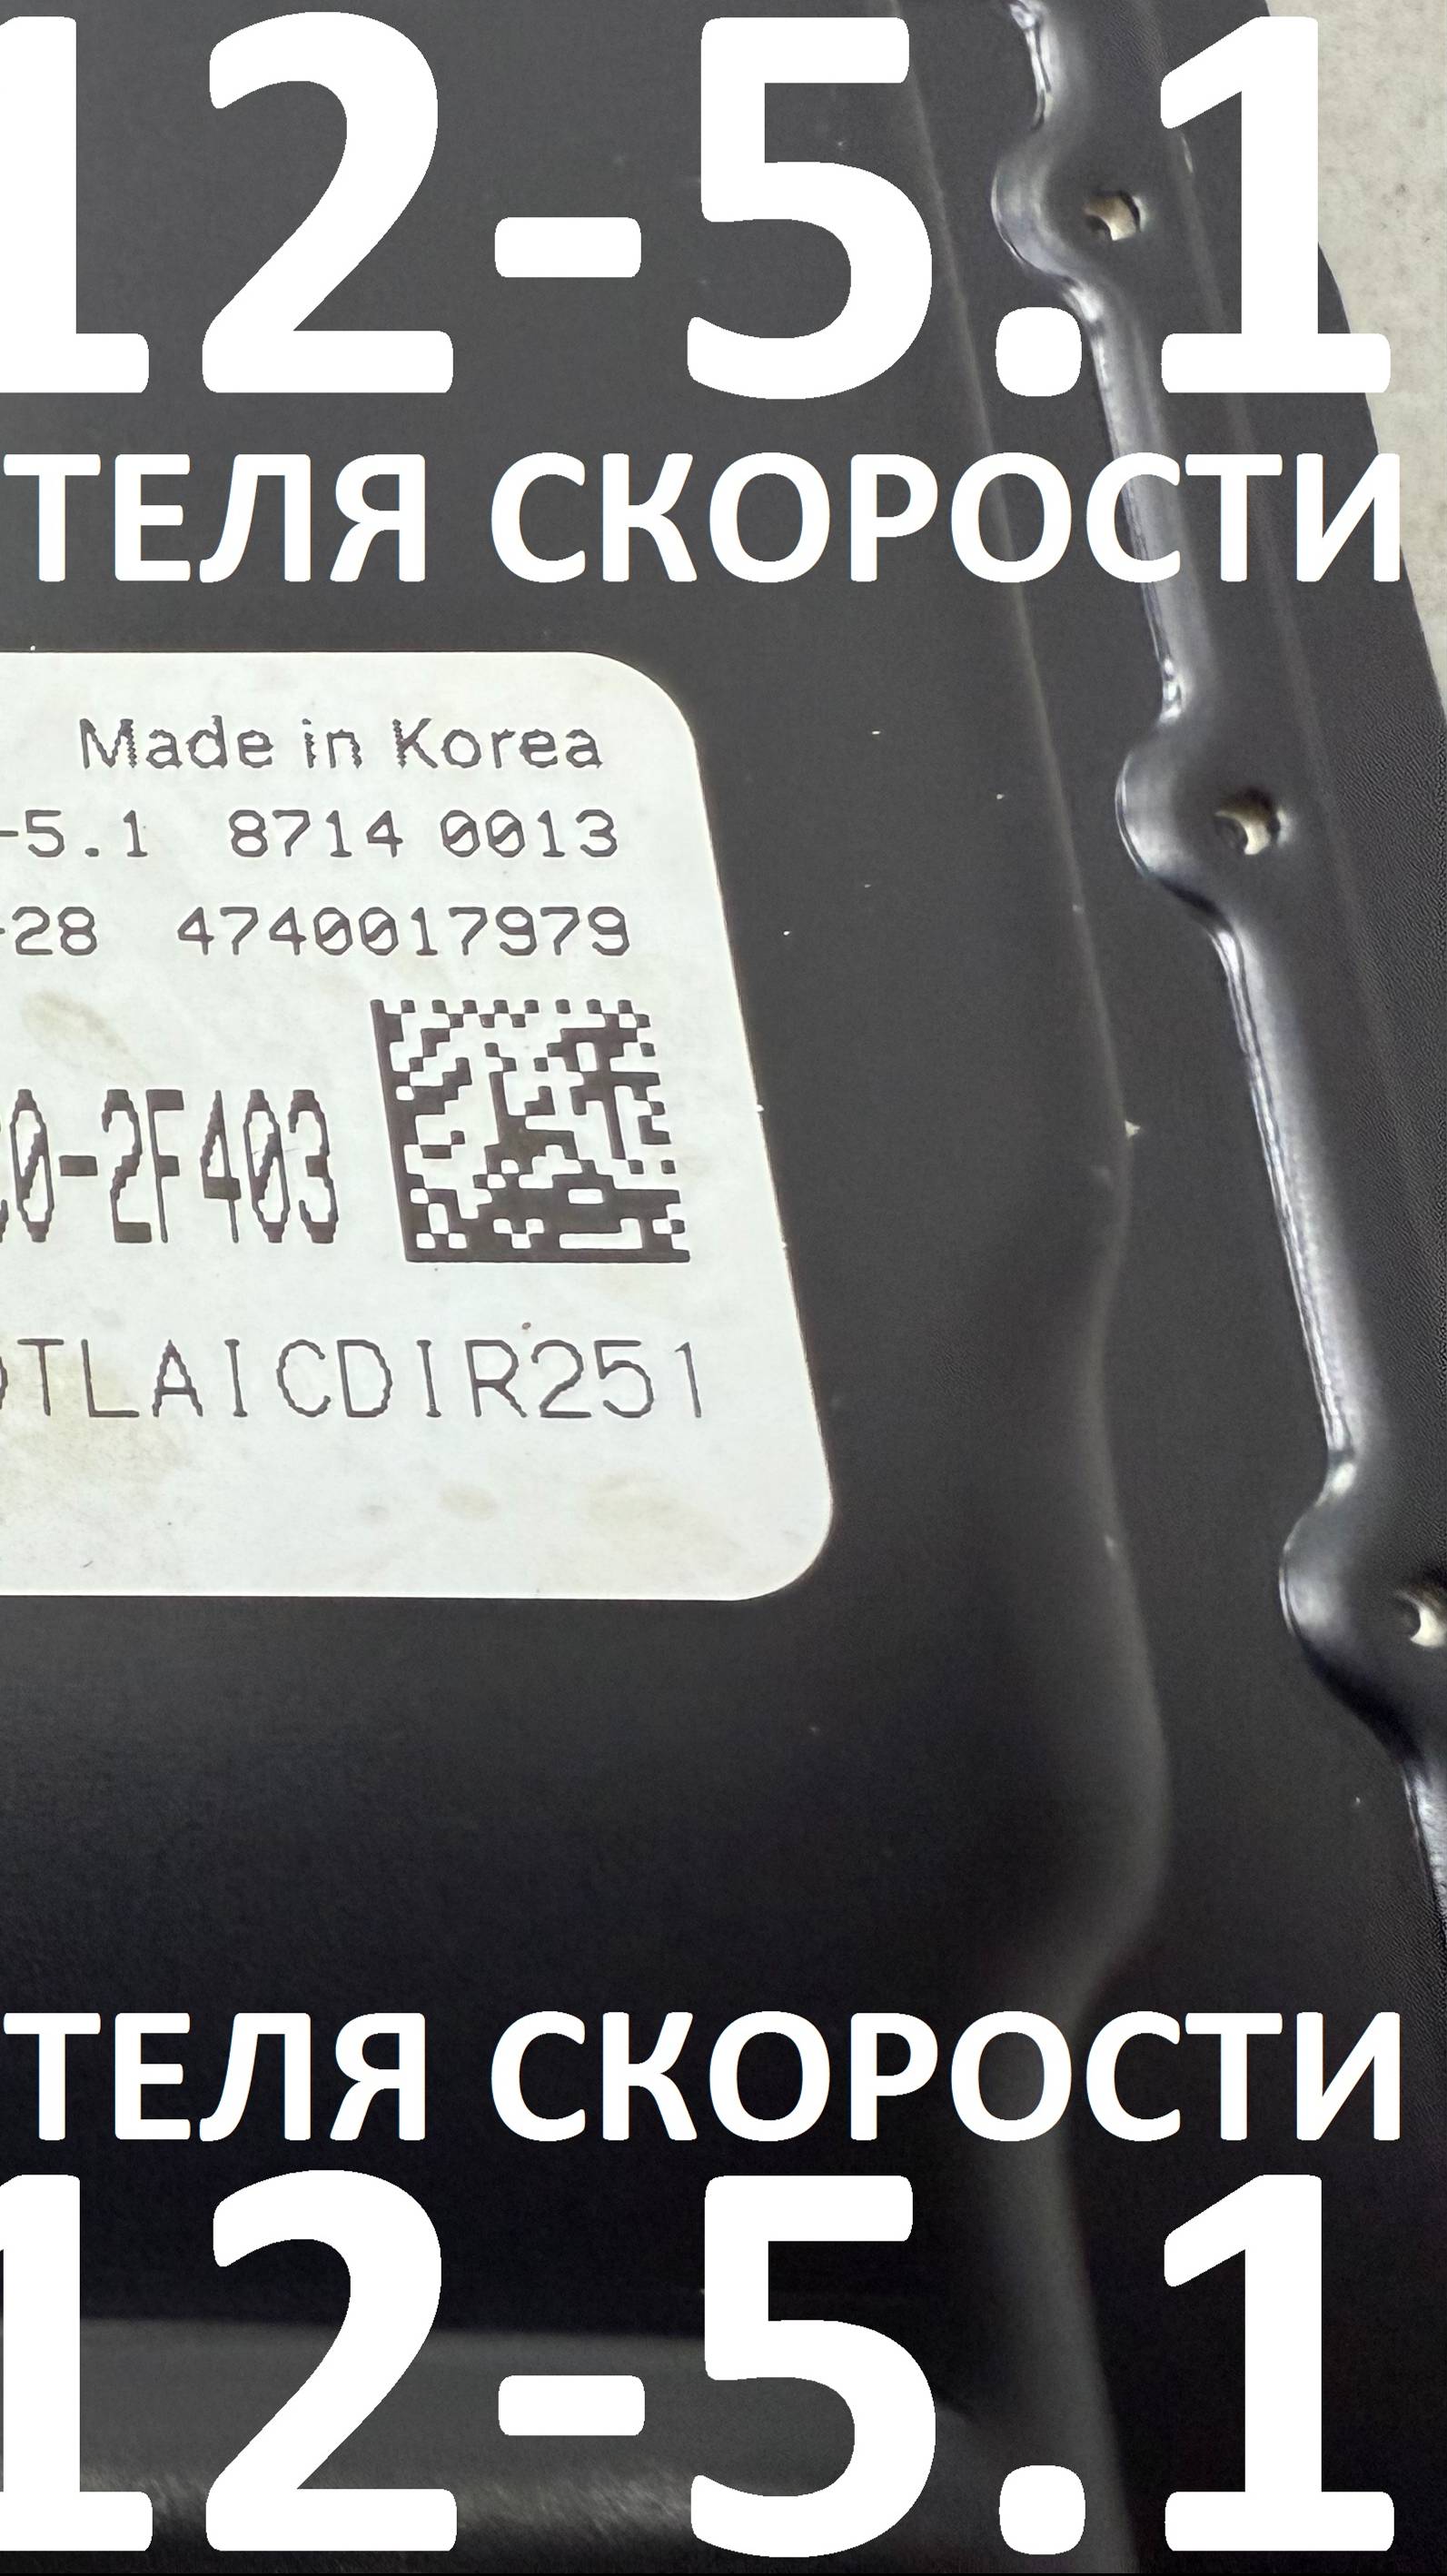 12-5.1
ТЕЛЯ СКОРОСТИ
Made in Korea
-5.1 8714 0013
-28 4740017979
0-2F403
TLAICDIR251
ТЕЛЯ СКОРОСТИ
12-5.1